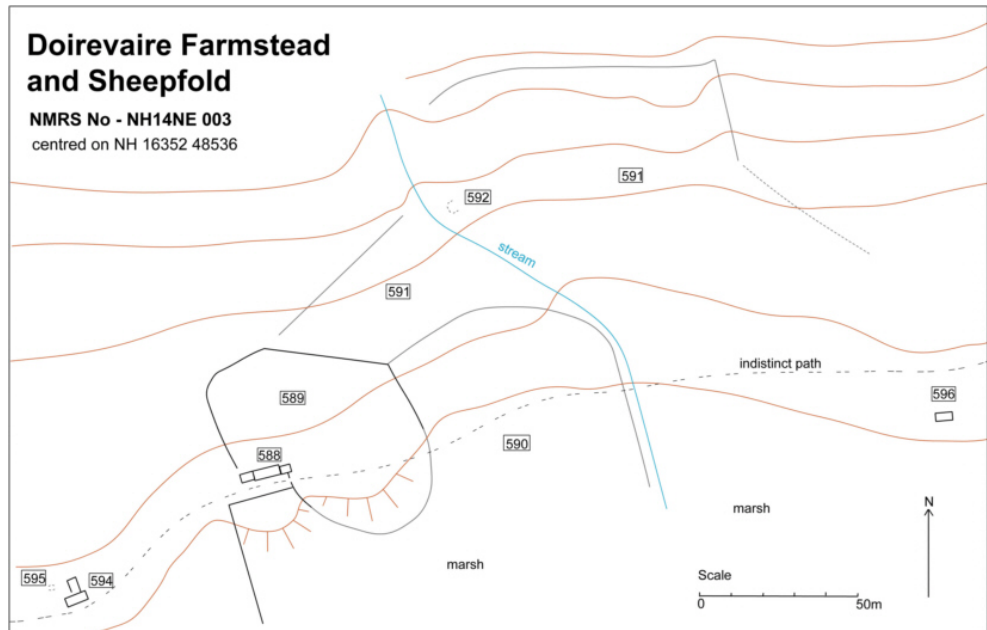 Doirevaire Farmstead
and Sheepfold
NMRS No - NH14NE 003
centred on NH 16352 48536
591
592
stream
591
indistinct path
589
596
590
588
N
marsh
marsh
595
594
Scale
0
50m